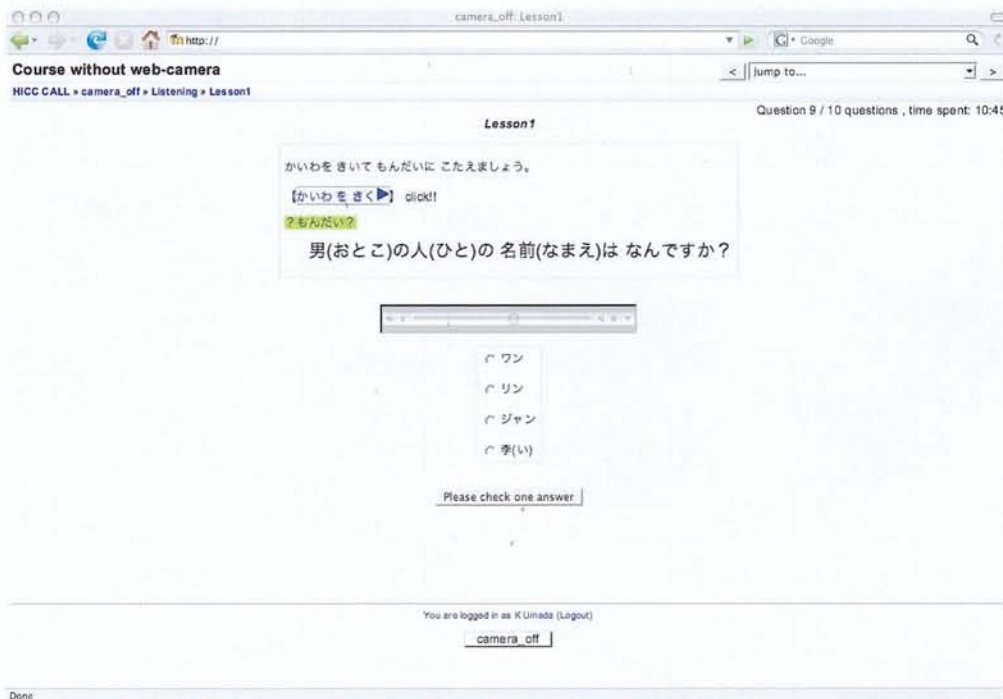 camera_off: Lesson1
http://
Google
Course without web-camera
< Jump to... >
HICC CALL » camera_off » Listening » Lesson1
Question 9 / 10 questions , time spent: 10:45
Lesson1
かいわを きいて もんだいに こたえましょう。
【かいわ を きく▶】 click!!
?もんだい?
男(おとこ)の人(ひと)の 名前(なまえ)は なんですか?
ワン
リン
ジャン
李(い)
Please check one answer
You are logged in as K Umeda (Logout)
camera_off
Done